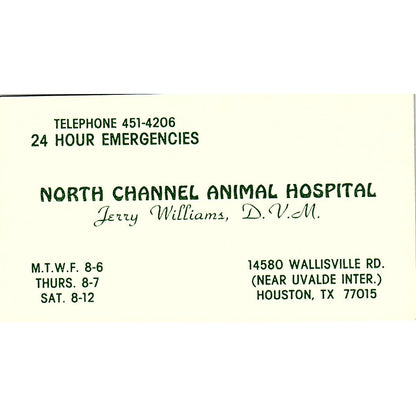 TELEPHONE 451-4206
24 HOUR EMERGENCIES
NORTH CHANNEL ANIMAL HOSPITAL
Jerry Williams, D.V.M.
M.T.W.F. 8-6
THURS. 8-7
SAT. 8-12
14580 WALLISVILLE RD.
(NEAR UVALDE INTER.)
HOUSTON, TX 77015